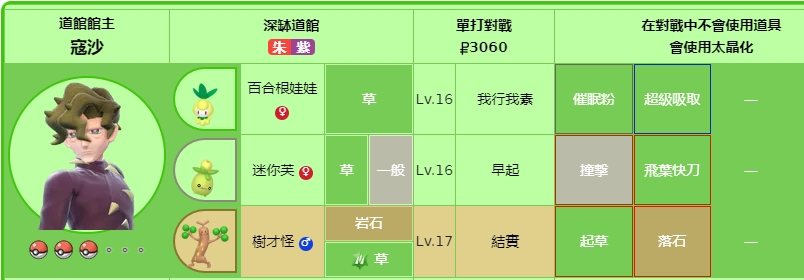 道館館主
寇沙
深缽道館
朱 紫
單打對戰
₽3060
在對戰中不會使用道具
會使用太晶化
百合根娃娃 ♀
草
Lv.16
我行我素
催眠粉
超級吸取
—
迷你芙 ♀
草
一般
Lv.16
早起
撞擊
飛葉快刀
—
樹才怪 ♂
岩石
草
Lv.17
結實
起草
落石
—